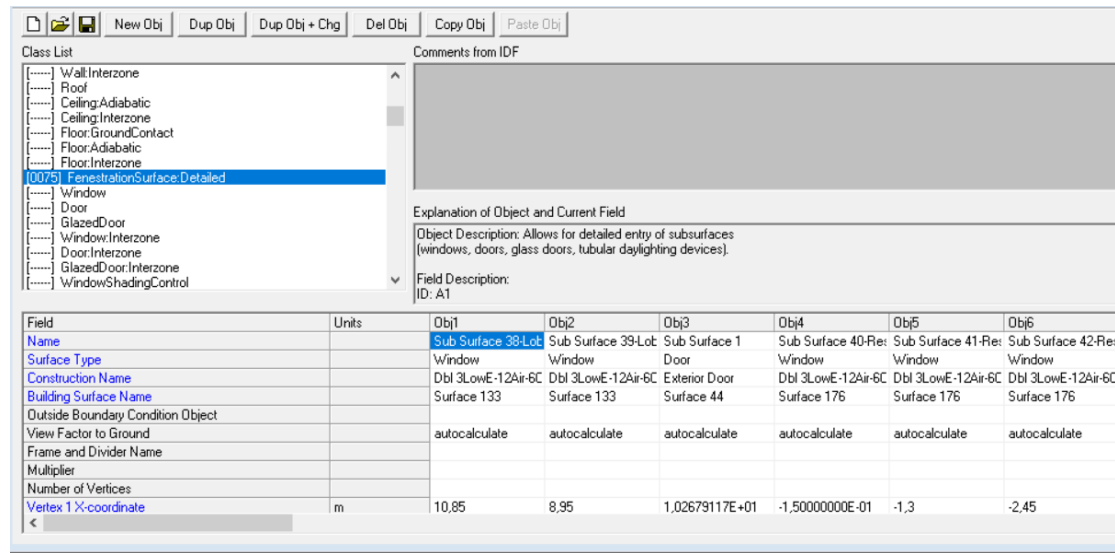 New Obj Dup Obj Dup Obj + Chg Del Obj Copy Obj Paste Obj
Class List
[------] Wall:Interzone
[------] Roof
[------] Ceiling:Adiabatic
[------] Ceiling:Interzone
[------] Floor:GroundContact
[------] Floor:Adiabatic
[------] Floor:Interzone
[0075] FenestrationSurface:Detailed
[------] Window
[------] Door
[------] GlazedDoor
[------] Window:Interzone
[------] Door:Interzone
[------] GlazedDoor:Interzone
[------] WindowShadingControl
Comments from IDF
Explanation of Object and Current Field
Object Description: Allows for detailed entry of subsurfaces
(windows, doors, glass doors, tubular daylighting devices).
Field Description:
ID: A1
Field Units Obj1 Obj2 Obj3 Obj4 Obj5 Obj6
Name Sub Surface 38-Lob Sub Surface 39-Lob Sub Surface 1 Sub Surface 40-Res Sub Surface 41-Res Sub Surface 42-Res
Surface Type Window Window Door Window Window Window
Construction Name Dbl 3LowE-12Air-6C Dbl 3LowE-12Air-6C Exterior Door Dbl 3LowE-12Air-6C Dbl 3LowE-12Air-6C Dbl 3LowE-12Air-6C
Building Surface Name Surface 133 Surface 133 Surface 44 Surface 176 Surface 176 Surface 176
Outside Boundary Condition Object
View Factor to Ground autocalculate autocalculate autocalculate autocalculate autocalculate autocalculate
Frame and Divider Name
Multiplier
Number of Vertices
Vertex 1 X-coordinate m 10,85 8,95 1,02679117E+01 -1,50000000E-01 -1,3 -2,45